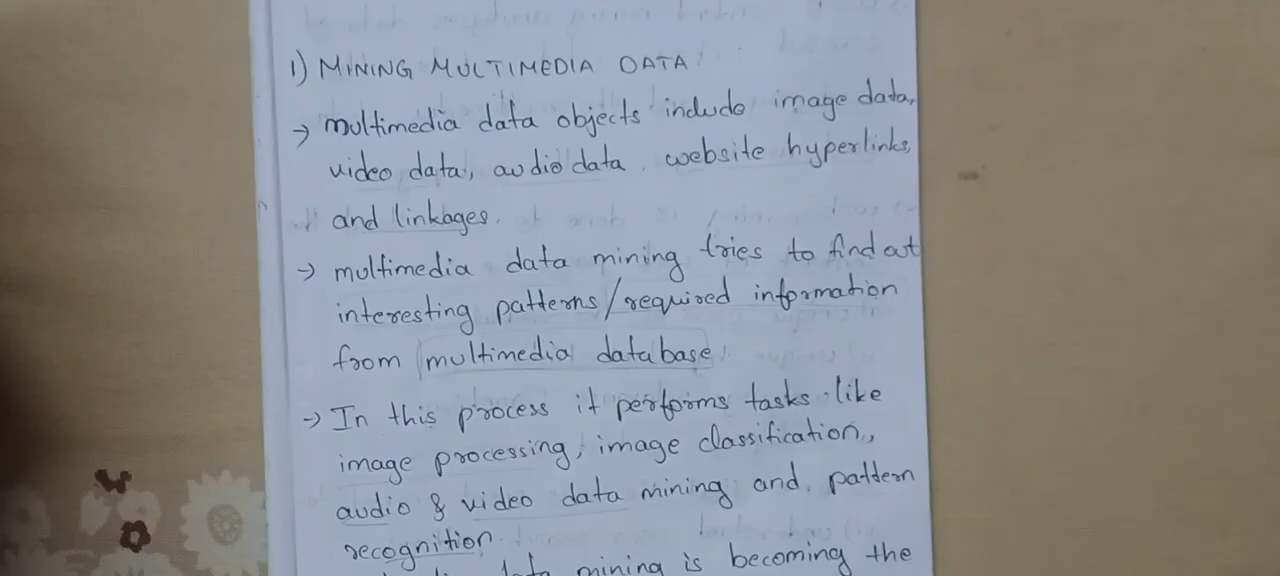 1) MINING MULTIMEDIA DATA
→ multimedia data objects include image data,
video data, audio data, website hyperlinks,
and linkages.
→ multimedia data mining tries to find out
interesting patterns/required information
from multimedia database.
→ In this process it performs tasks like
image processing, image classification,
audio & video data mining and pattern
recognition
mining is becoming the